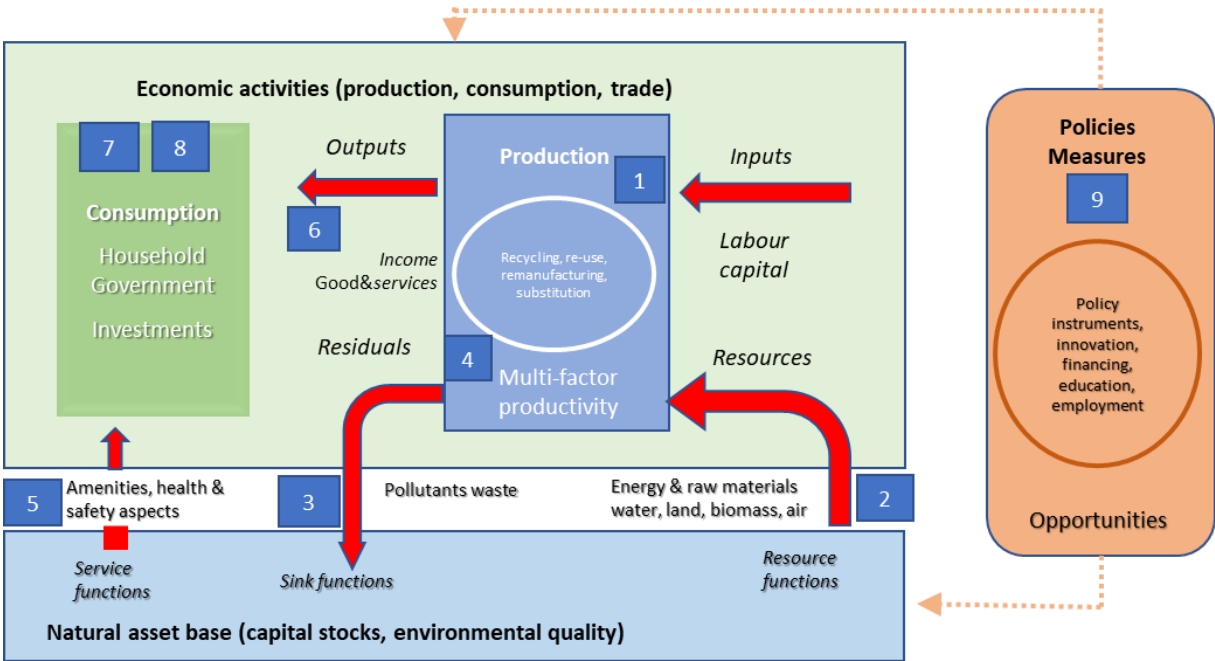 Economic activities (production, consumption, trade)
7
8
Consumption
Household
Government
Investments
Outputs
6
Income
Good&services
Residuals
Production
1
Recycling, re-use,
remanufacturing,
substitution
4
Multi-factor
productivity
Inputs
Labour
capital
Resources
5
Amenities, health &
safety aspects
3
Pollutants waste
Energy & raw materials
water, land, biomass, air
2
Service
functions
Sink functions
Resource
functions
Natural asset base (capital stocks, environmental quality)
Policies
Measures
9
Policy
instruments,
innovation,
financing,
education,
employment
Opportunities